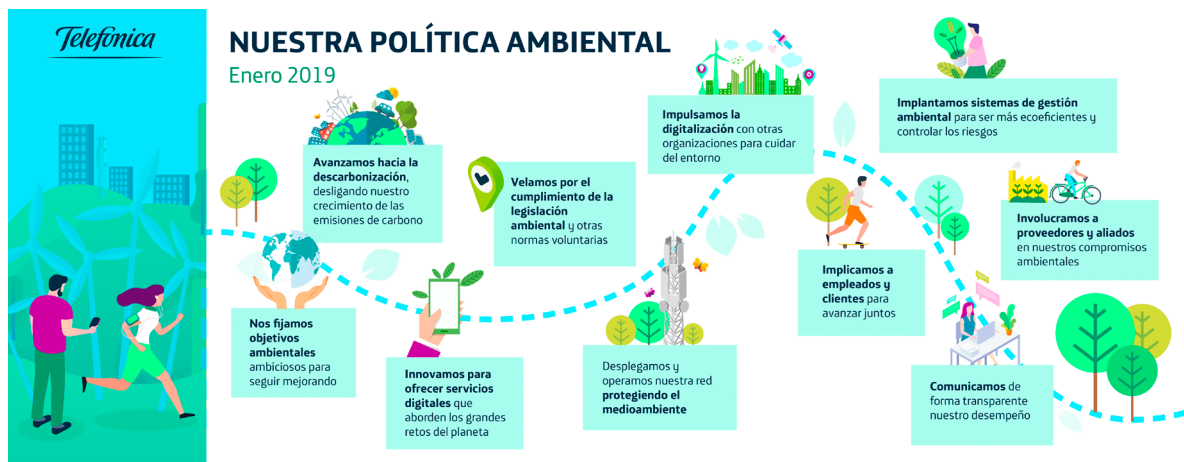 Telefónica
NUESTRA POLÍTICA AMBIENTAL
Enero 2019
Avanzamos hacia la
descarbonización,
desligando nuestro
crecimiento de las
emisiones de carbono
Nos fijamos
objetivos
ambientales
ambiciosos para
seguir mejorando
Velamos por el
cumplimiento de la
legislación
ambiental y otras
normas voluntarias
Innovamos para
ofrecer servicios
digitales que
aborden los grandes
retos del planeta
Impulsamos la
digitalización con otras
organizaciones para cuidar
del entorno
Desplegamos y
operamos nuestra red
protegiendo el
medioambiente
Implantamos sistemas de gestión
ambiental para ser más ecoeficientes y
controlar los riesgos
Implicamos a
empleados y
clientes para
avanzar juntos
Involucramos a
proveedores y aliados
en nuestros compromisos
ambientales
Comunicamos de
forma transparente
nuestro desempeño